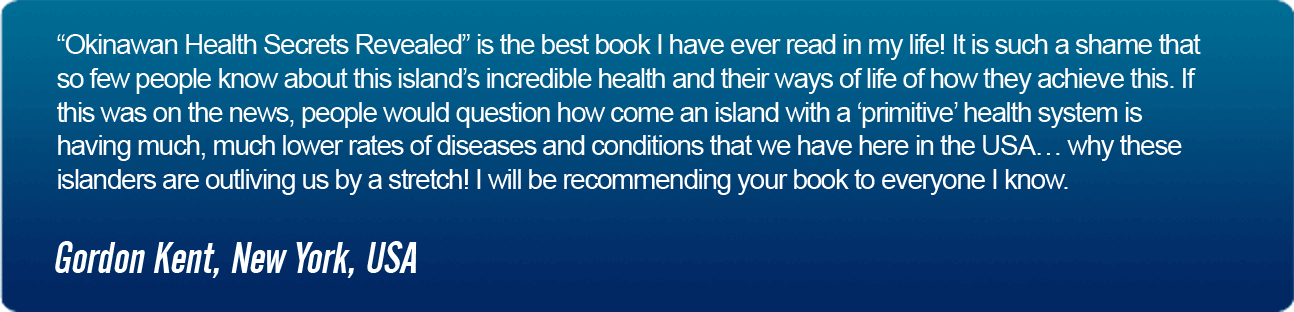 “Okinawan Health Secrets Revealed” is the best book I have ever read in my life! It is such a shame that
so few people know about this island’s incredible health and their ways of life of how they achieve this. If
this was on the news, people would question how come an island with a ‘primitive’ health system is
having much, much lower rates of diseases and conditions that we have here in the USA… why these
islanders are outliving us by a stretch! I will be recommending your book to everyone I know.
Gordon Kent, New York, USA